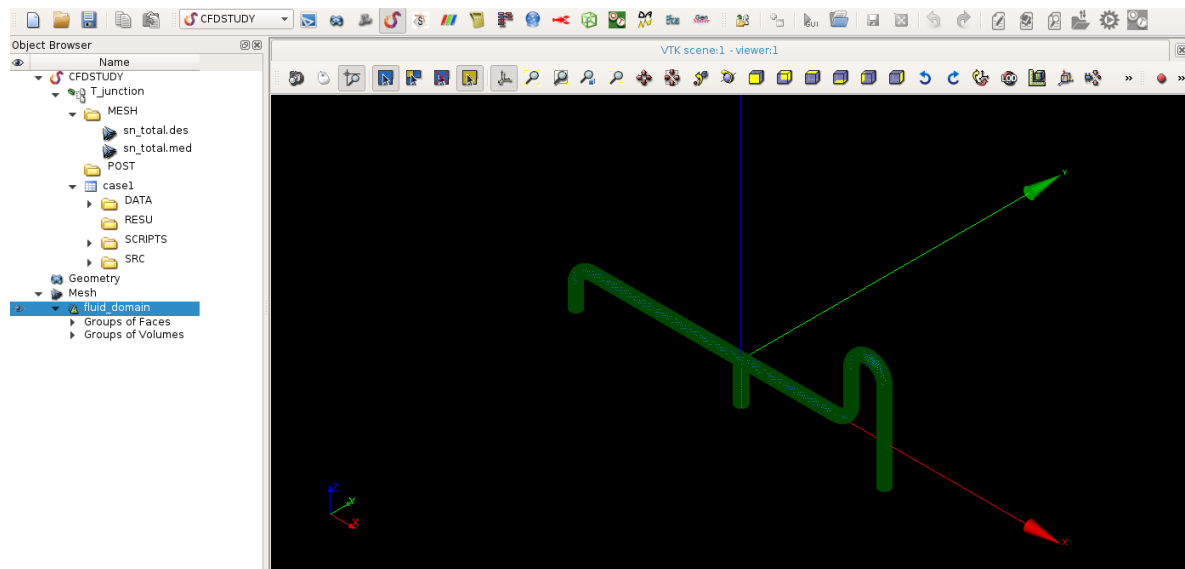 CFDSTUDY
Object Browser
VTK scene:1 - viewer:1
Name
CFDSTUDY
T_junction
MESH
sn_total.des
sn_total.med
POST
case1
DATA
RESU
SCRIPTS
SRC
Geometry
Mesh
fluid_domain
Groups of Faces
Groups of Volumes
Y
X
Z
Y
X